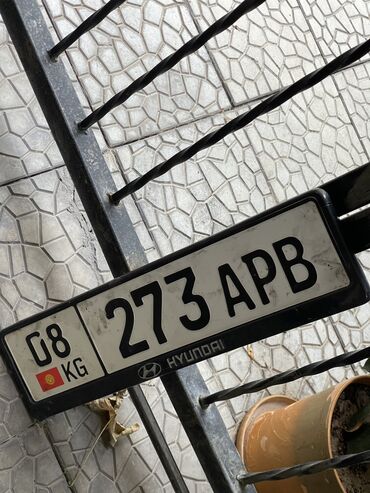 08 KG 273 APB
HYUNDAI